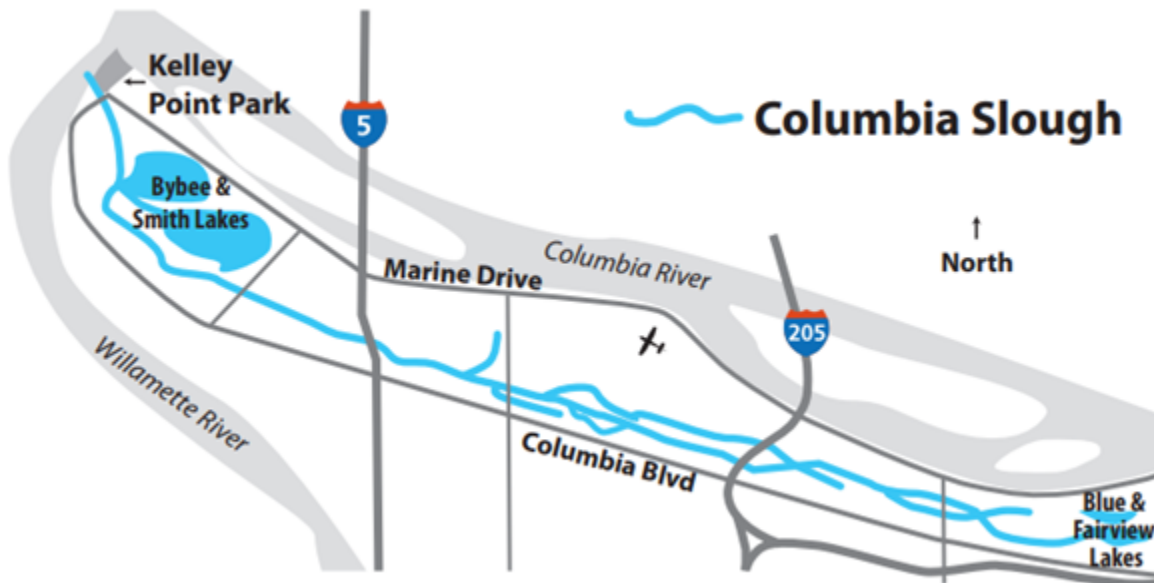 Kelley
Point Park
5
Columbia Slough
Bybee &
Smith Lakes
North
Columbia River
Marine Drive
205
Willamette River
Columbia Blvd
Blue &
Fairview
Lakes